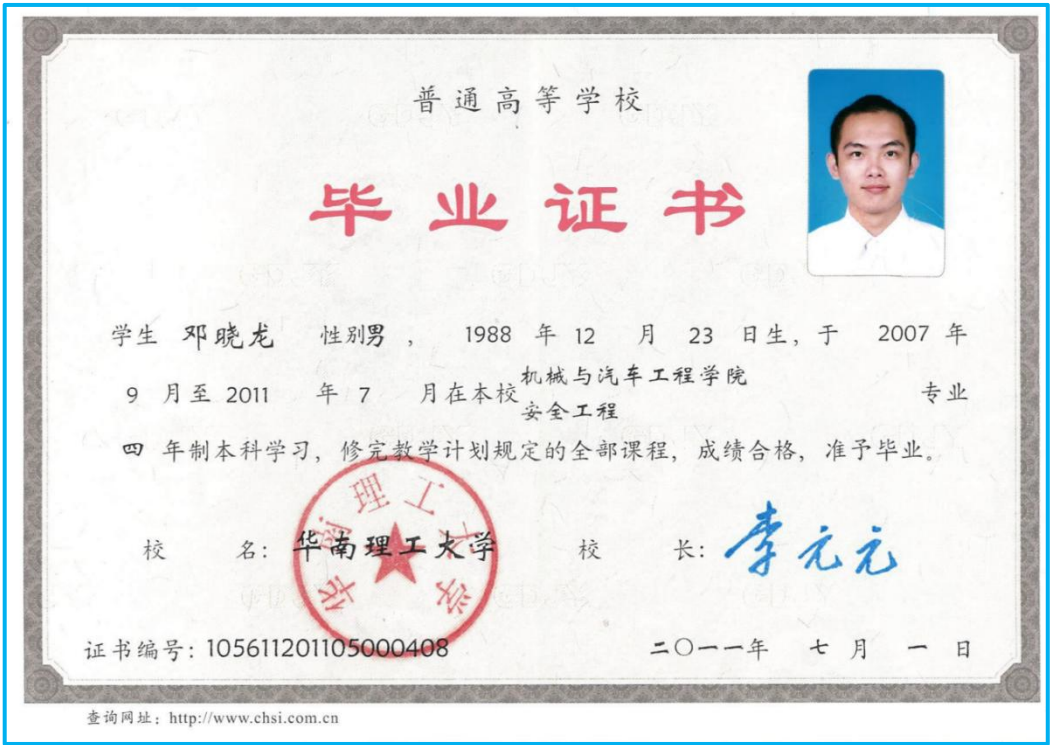 普通高等学校
毕业证书
学生 邓晓龙 性别男 ， 1988 年 12 月 23 日生，于 2007 年
9 月至 2011 年 7 月在本校 机械与汽车工程学院 安全工程 专业
四 年制本科学习，修完教学计划规定的全部课程，成绩合格，准予毕业。
华南理工大学
校 名：华南理工大学 校 长：李元元
证书编号：105611201105000408 二〇一一年 七 月 一 日
查询网址：http://www.chsi.com.cn